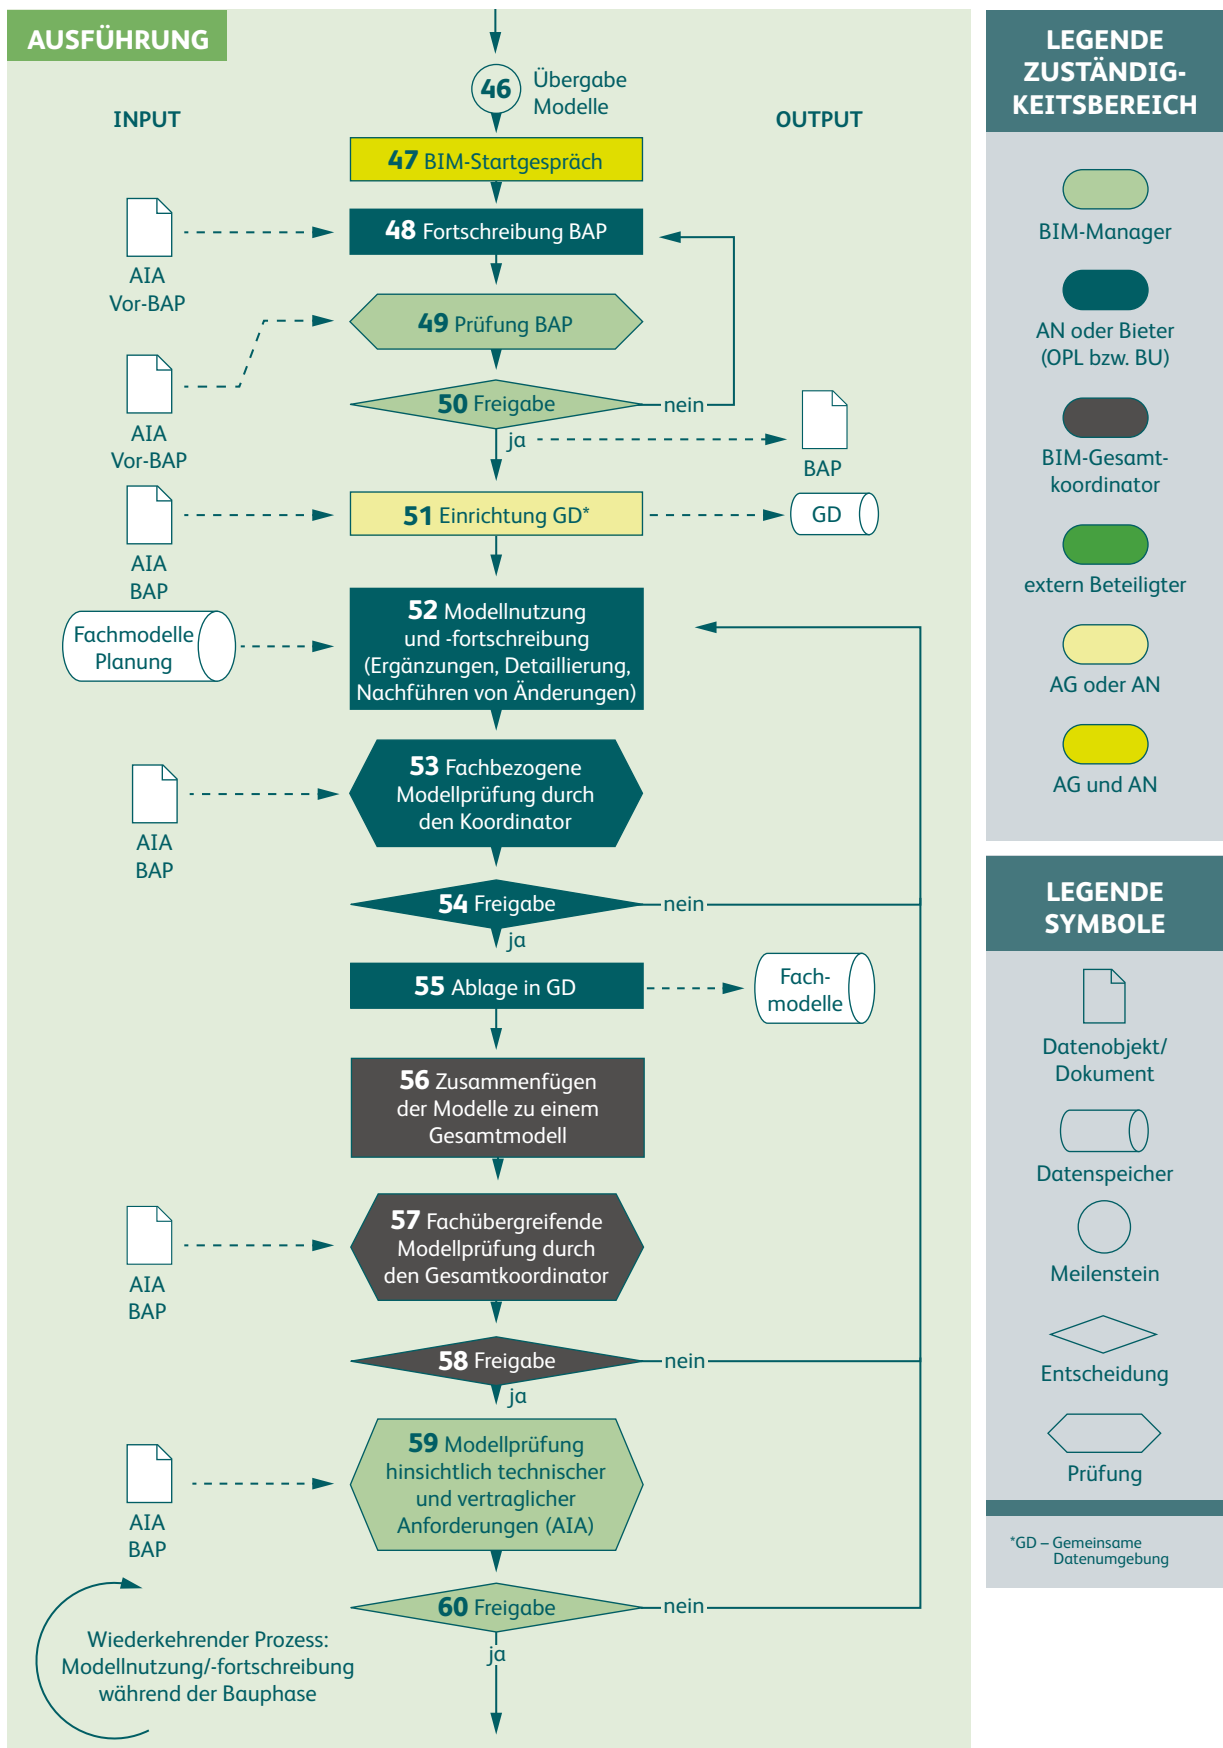 AUSFÜHRUNG
INPUT
OUTPUT
46
Übergabe
Modelle
47 BIM-Startgespräch
48 Fortschreibung BAP
AIA
Vor-BAP
49 Prüfung BAP
AIA
Vor-BAP
50 Freigabe
nein
ja
BAP
51 Einrichtung GD*
GD
AIA
BAP
52 Modellnutzung
und -fortschreibung
(Ergänzungen, Detaillierung,
Nachführen von Änderungen)
Fachmodelle
Planung
53 Fachbezogene
Modellprüfung durch
den Koordinator
AIA
BAP
54 Freigabe
nein
ja
55 Ablage in GD
Fach-
modelle
56 Zusammenfügen
der Modelle zu einem
Gesamtmodell
57 Fachübergreifende
Modellprüfung durch
den Gesamtkoordinator
AIA
BAP
58 Freigabe
nein
ja
59 Modellprüfung
hinsichtlich technischer
und vertraglicher
Anforderungen (AIA)
AIA
BAP
60 Freigabe
nein
ja
Wiederkehrender Prozess:
Modellnutzung/-fortschreibung
während der Bauphase
LEGENDE
ZUSTÄNDIG-
KEITSBEREICH
BIM-Manager
AN oder Bieter
(OPL bzw. BU)
BIM-Gesamt-
koordinator
extern Beteiligter
AG oder AN
AG und AN
LEGENDE
SYMBOLE
Datenobjekt/
Dokument
Datenspeicher
Meilenstein
Entscheidung
Prüfung
*GD – Gemeinsame
Datenumgebung